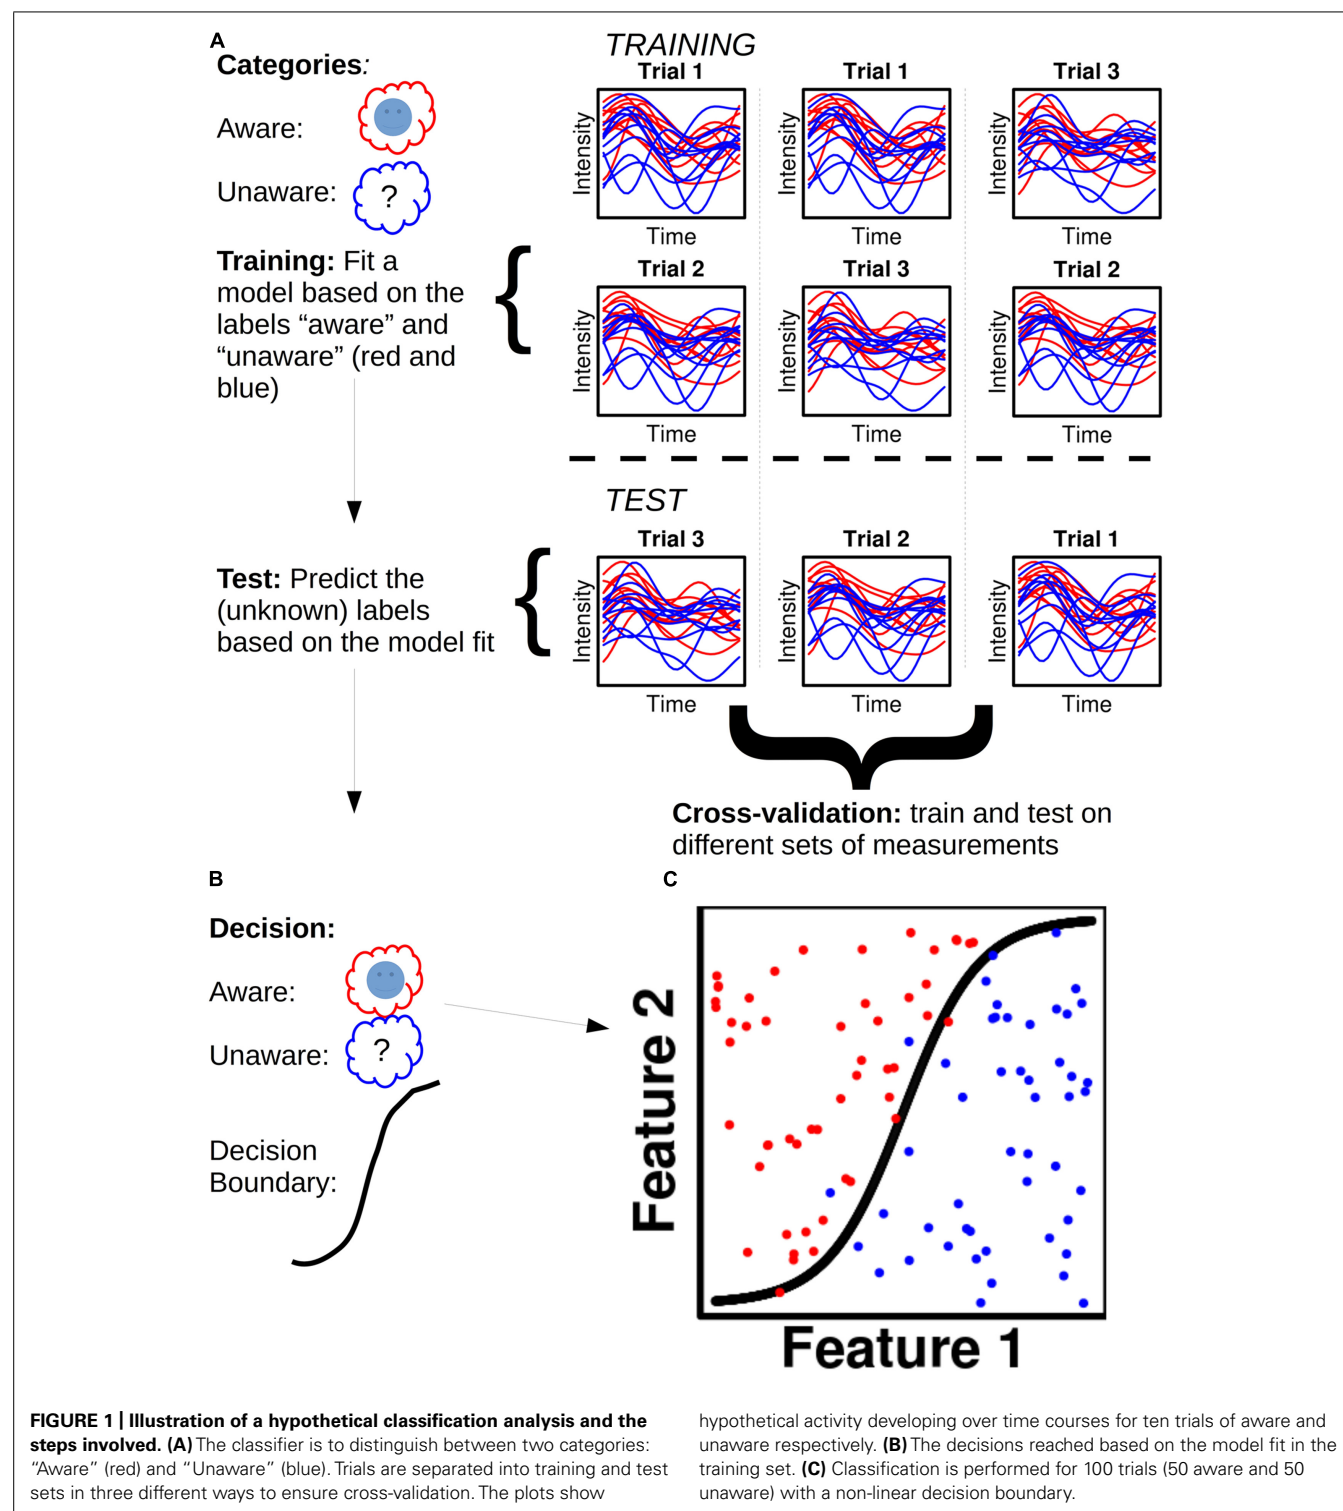 A
Categories:
Aware:
Unaware:
?
Training: Fit a
model based on the
labels “aware” and
“unaware” (red and
blue)
Test: Predict the
(unknown) labels
based on the model fit
TRAINING
Trial 1
Trial 1
Trial 3
Intensity
Intensity
Intensity
Time
Time
Time
Trial 2
Trial 3
Trial 2
Intensity
Intensity
Intensity
Time
Time
Time
TEST
Trial 3
Trial 2
Trial 1
Intensity
Intensity
Intensity
Time
Time
Time
Cross-validation: train and test on
different sets of measurements
B
Decision:
Aware:
Unaware:
?
Decision
Boundary:
C
Feature 2
Feature 1
FIGURE 1 | Illustration of a hypothetical classification analysis and the
steps involved. (A) The classifier is to distinguish between two categories:
“Aware” (red) and “Unaware” (blue). Trials are separated into training and test
sets in three different ways to ensure cross-validation. The plots show
hypothetical activity developing over time courses for ten trials of aware and
unaware respectively. (B) The decisions reached based on the model fit in the
training set. (C) Classification is performed for 100 trials (50 aware and 50
unaware) with a non-linear decision boundary.